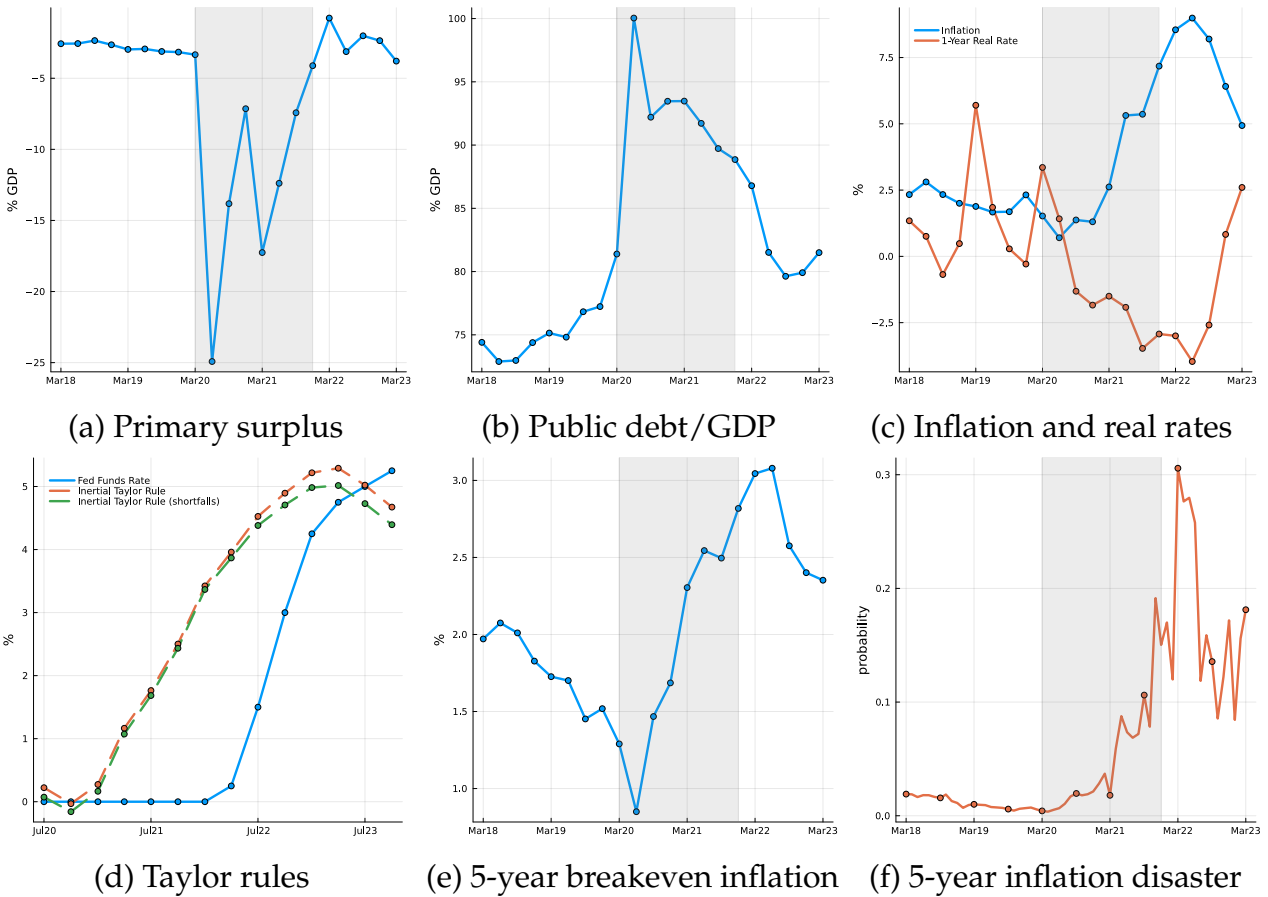 % GDP
−5
−10
−15
−20
−25
Mar18 Mar19 Mar20 Mar21 Mar22 Mar23
(a) Primary surplus
% GDP
100
95
90
85
80
75
Mar18 Mar19 Mar20 Mar21 Mar22 Mar23
(b) Public debt/GDP
Inflation
1-Year Real Rate
%
7.5
5.0
2.5
0.0
−2.5
Mar18 Mar19 Mar20 Mar21 Mar22 Mar23
(c) Inflation and real rates
Fed Funds Rate
Inertial Taylor Rule
Inertial Taylor Rule (shortfalls)
%
5
4
3
2
1
0
Jul20 Jul21 Jul22 Jul23
(d) Taylor rules
%
3.0
2.5
2.0
1.5
1.0
Mar18 Mar19 Mar20 Mar21 Mar22 Mar23
(e) 5-year breakeven inflation
probability
0.3
0.2
0.1
0.0
Mar18 Mar19 Mar20 Mar21 Mar22 Mar23
(f) 5-year inflation disaster